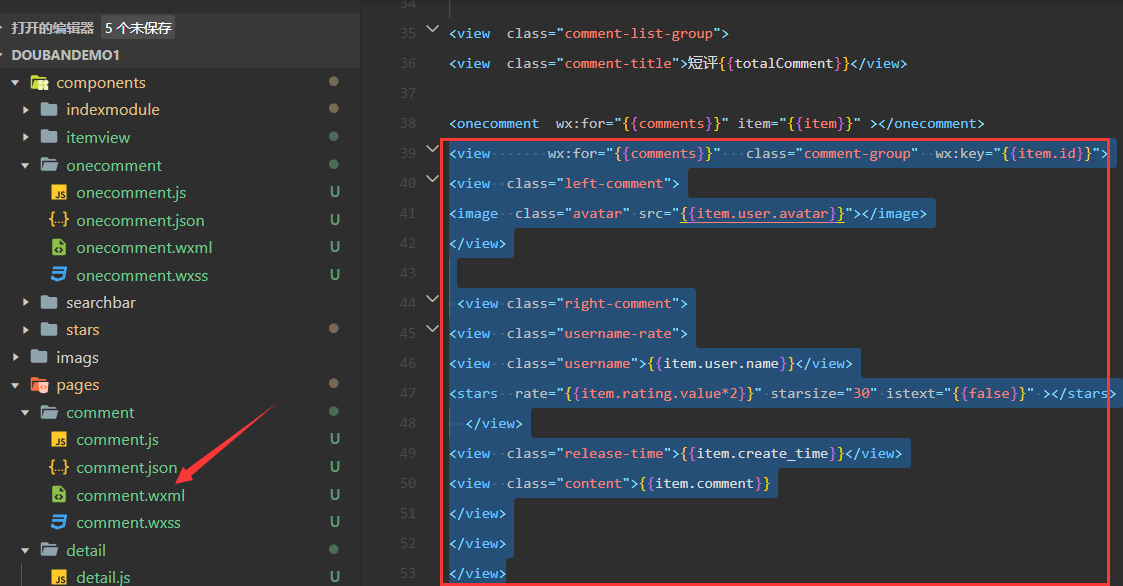 打开的编辑器 5 个未保存
DOUBANDEMO1
components
indexmodule
itemview
onecomment
JS onecomment.js U
{..} onecomment.json U
onecomment.wxml U
onecomment.wxss U
searchbar
stars
imags
pages
comment
JS comment.js U
{..} comment.json U
comment.wxml U
comment.wxss U
detail
JS detail.js U
34
35 <view  class="comment-list-group">
36 <view  class="comment-title">短评{{totalComment}}</view>
37
38 <onecomment  wx:for="{{comments}}" item="{{item}}" ></onecomment>
39 <view       wx:for="{{comments}}"   class="comment-group"  wx:key="{{item.id}}">
40 <view  class="left-comment">
41 <image  class="avatar" src="{{item.user.avatar}}"></image>
42 </view>
43
44  <view class="right-comment">
45 <view  class="username-rate">
46 <view  class="username">{{item.user.name}}</view>
47 <stars  rate="{{item.rating.value*2}}" starsize="30" istext="{{false}}" ></stars>
48   </view>
49 <view  class="release-time">{{item.create_time}}</view>
50 <view  class="content">{{item.comment}}
51 </view>
52 </view>
53 </view>